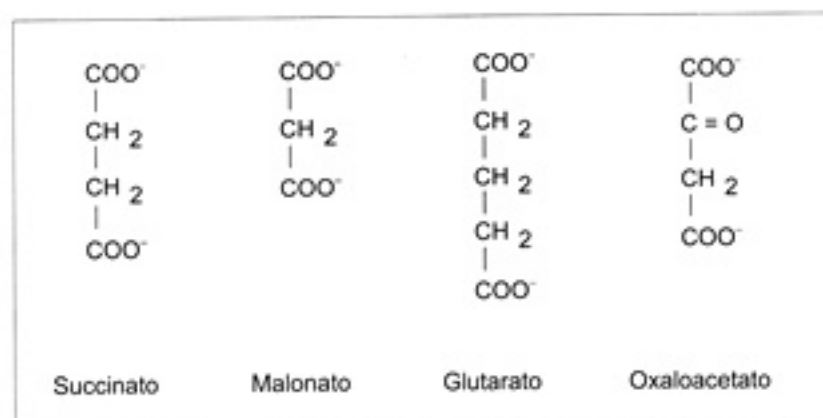 COO⁻
CH 2
CH 2
COO⁻
Succinato
COO⁻
CH 2
COO⁻
Malonato
COO⁻
CH 2
CH 2
CH 2
COO⁻
Glutarato
COO⁻
C = O
CH 2
COO⁻
Oxaloacetato